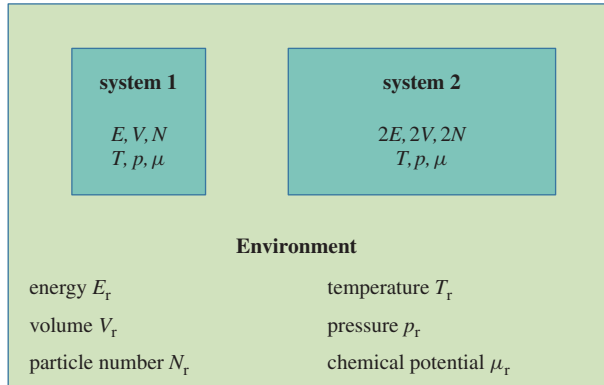 system 1
E, V, N
T, p, μ
system 2
2E, 2V, 2N
T, p, μ
Environment
energy E_r
temperature T_r
volume V_r
pressure p_r
particle number N_r
chemical potential μ_r